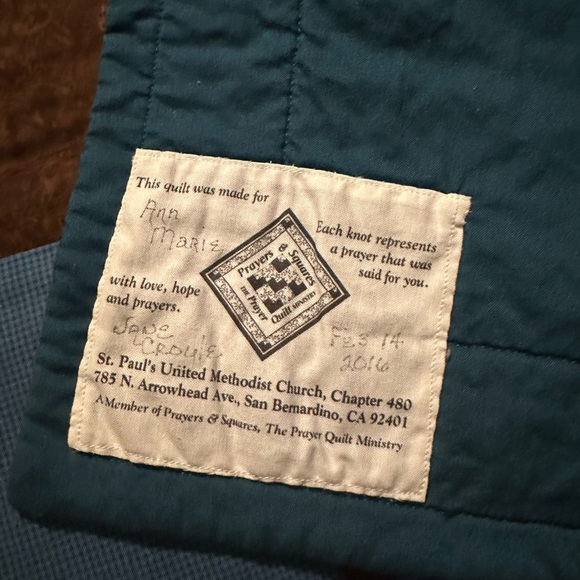 This quilt was made for
Ann
Marie
Each knot represents
a prayer that was
said for you.
Prayers & Squares
THE Prayer Quilt MINISTRY
with love, hope
and prayers.
Jane
Feb 14
2016
St. Paul's United Methodist Church, Chapter 480
785 N. Arrowhead Ave., San Bernardino, CA 92401
A Member of Prayers & Squares, The Prayer Quilt Ministry